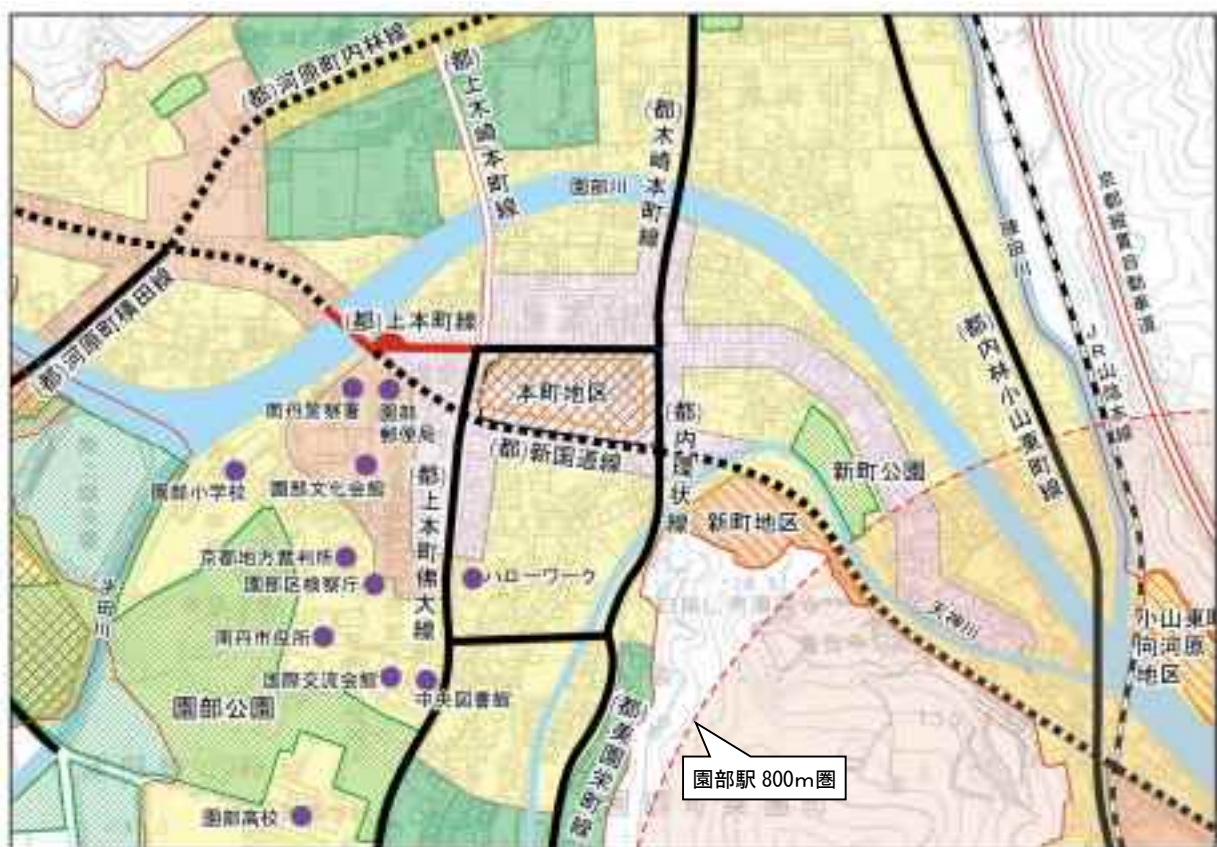 (都)河原町内林線
(都)上木崎本町線
(都)木崎本町線
園部川
京都縦貫自動車道
JR山陰本線
(都)内林小山東町線
(都)河原町横田線
(都)上本町線
本町地区
南丹警察署
園部
郵便局
(都)新国道線
(都)内環状線
新町公園
新町地区
園部小学校
園部文化会館
(都)上本町佛大線
京都地方裁判所
園部区検察庁
ハローワーク
天神川
小山東町
向河原
地区
南丹市役所
国際交流会館
中央図書館
園部公園
(都)美園栄町線
園部駅 800m圏
園部高校